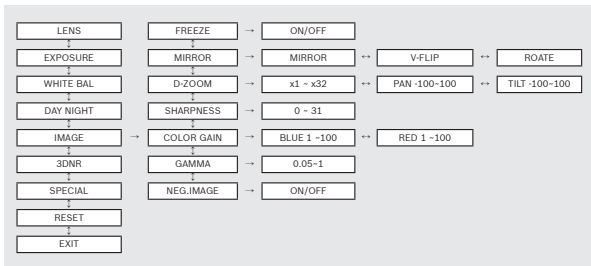 LENS FREEZE → ON/OFF
EXPOSURE MIRROR → MIRROR ↔ V-FLIP ↔ ROATE
WHITE BAL D-ZOOM → x1 ~ x32 ↔ PAN -100~100 ↔ TILT -100~100
DAY NIGHT SHARPNESS → 0 ~ 31
IMAGE → COLOR GAIN → BLUE 1 ~100 ↔ RED 1 ~100
3DNR GAMMA → 0.05~1
SPECIAL NEG.IMAGE → ON/OFF
RESET
EXIT